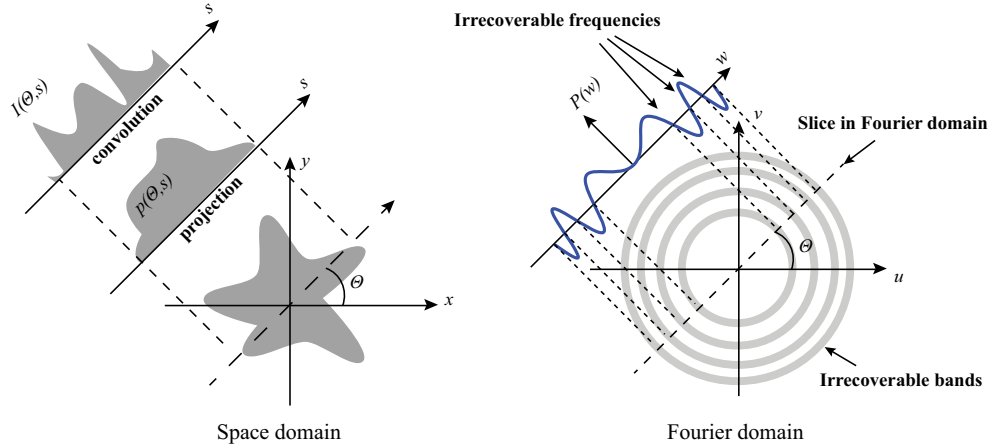 s
I(Θ,s)
convolution
s
p(Θ,s)
projection
y
Θ
x
Space domain
Irrecoverable frequencies
w
P(w)
v
Slice in Fourier domain
Θ
u
Irrecoverable bands
Fourier domain